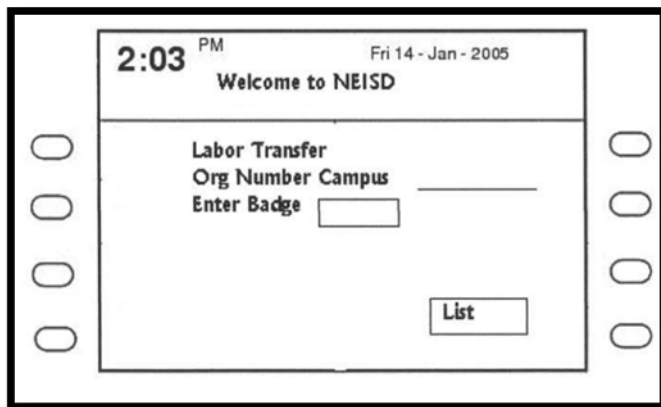 2:03 PM Fri 14 - Jan - 2005
Welcome to NEISD
Labor Transfer
Org Number Campus
Enter Badge
List